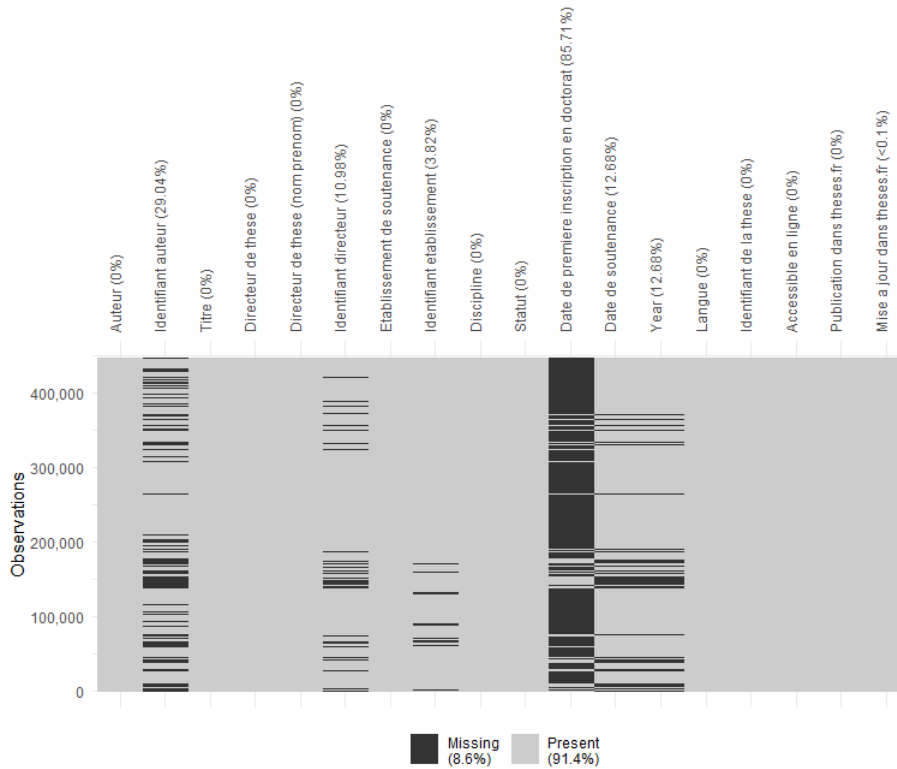 Auteur (0%)
Identifiant auteur (29.04%)
Titre (0%)
Directeur de these (0%)
Directeur de these (nom prenom) (0%)
Identifiant directeur (10.98%)
Etablissement de soutenance (0%)
Identifiant etablissement (3.82%)
Discipline (0%)
Statut (0%)
Date de premiere inscription en doctorat (85.71%)
Date de soutenance (12.68%)
Year (12.68%)
Langue (0%)
Identifiant de la these (0%)
Accessible en ligne (0%)
Publication dans theses.fr (0%)
Mise a jour dans theses.fr (<0.1%)
Observations
400,000
300,000
200,000
100,000
0
Missing
(8.6%)
Present
(91.4%)